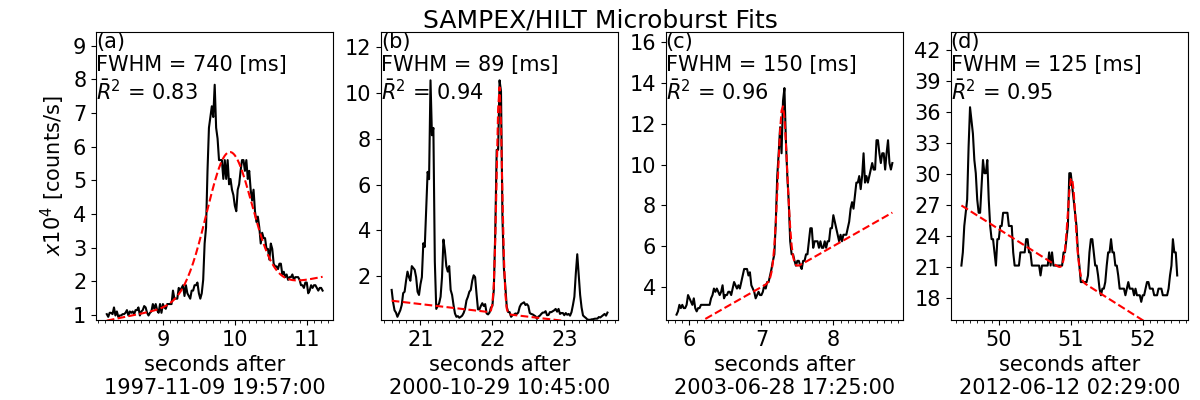 SAMPEX/HILT Microburst Fits
x10⁴ [counts/s]
(a)
FWHM = 740 [ms]
R̄² = 0.83
9
8
7
6
5
4
3
2
1
9 10 11
seconds after
1997-11-09 19:57:00
(b)
FWHM = 89 [ms]
R̄² = 0.94
12
10
8
6
4
2
21 22 23
seconds after
2000-10-29 10:45:00
(c)
FWHM = 150 [ms]
R̄² = 0.96
16
14
12
10
8
6
4
6 7 8
seconds after
2003-06-28 17:25:00
(d)
FWHM = 125 [ms]
R̄² = 0.95
42
39
36
33
30
27
24
21
18
50 51 52
seconds after
2012-06-12 02:29:00